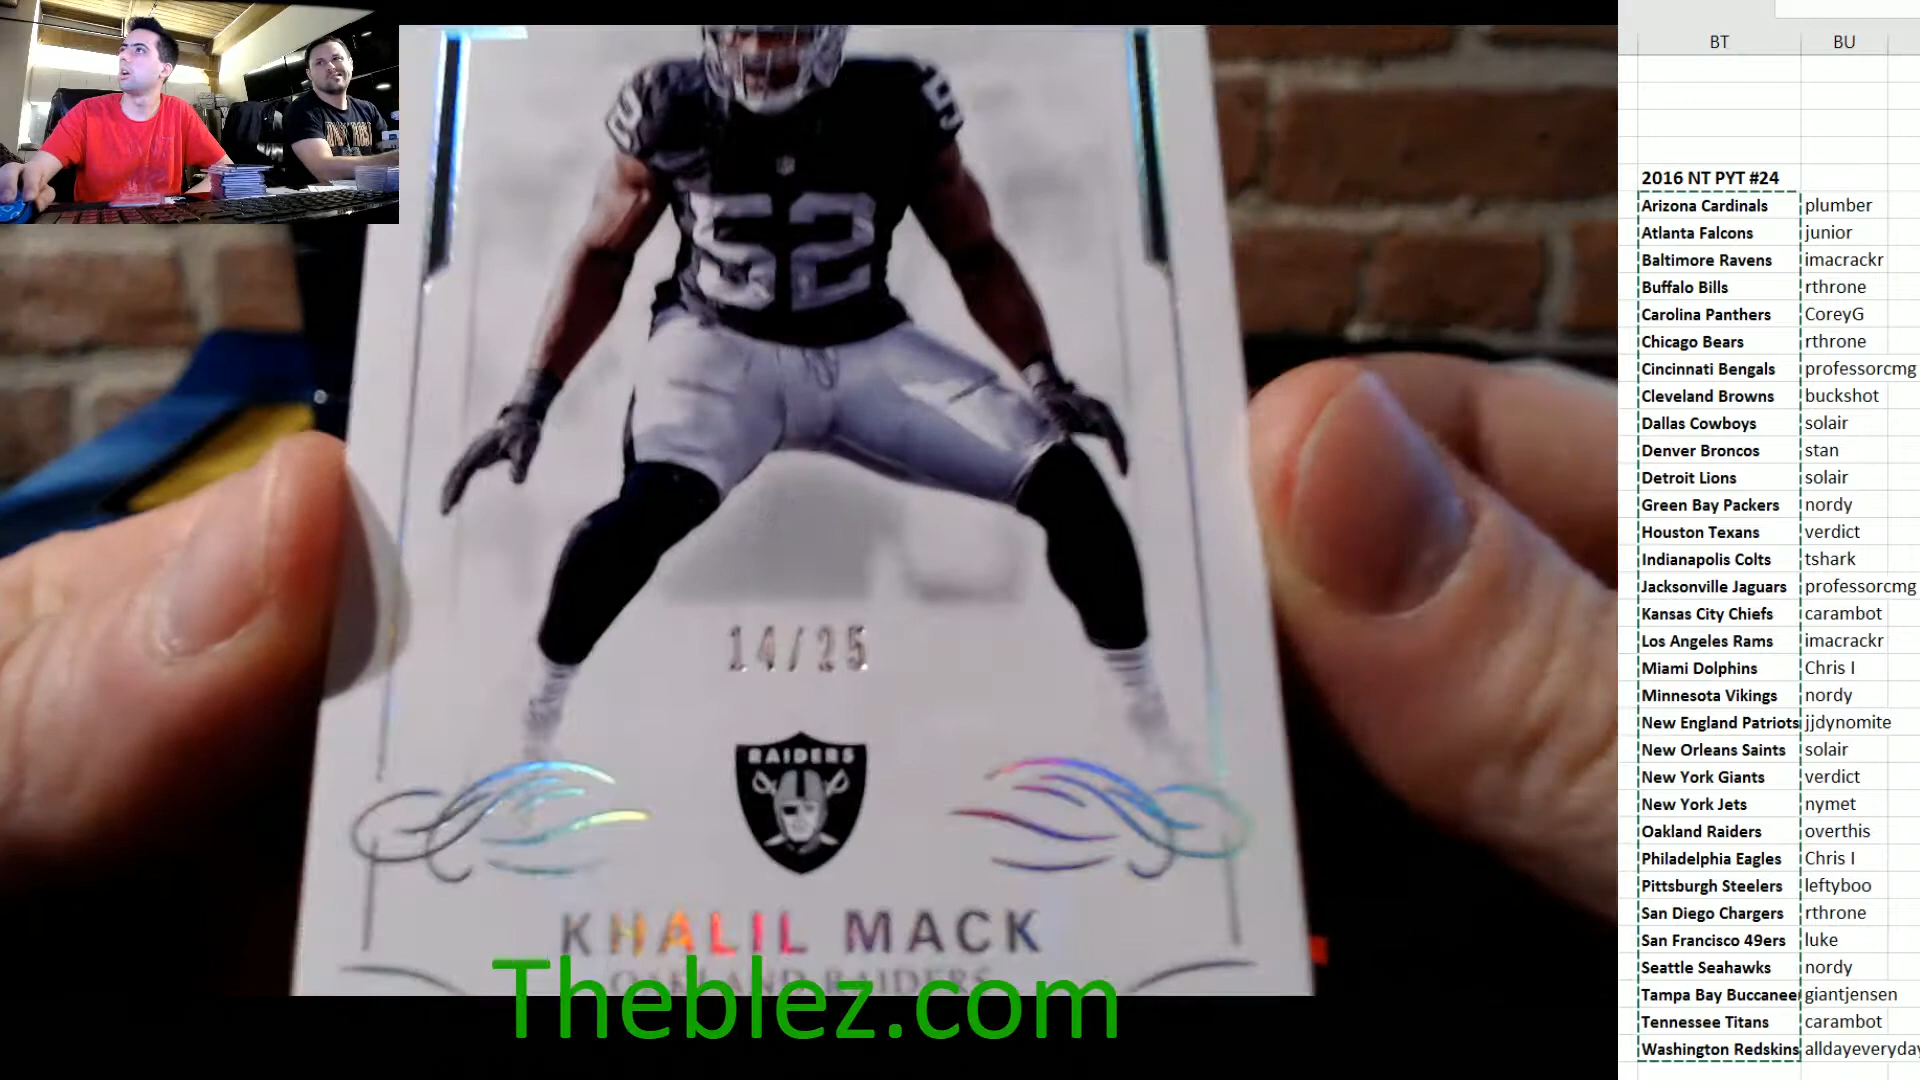 52
52
14/25
RAIDERS
KHALIL MACK
OAKLAND RAIDERS
Theblez.com
BT BU
2016 NT PYT #24
Arizona Cardinals plumber
Atlanta Falcons junior
Baltimore Ravens imacrackr
Buffalo Bills rthrone
Carolina Panthers CoreyG
Chicago Bears rthrone
Cincinnati Bengals professorcmg
Cleveland Browns buckshot
Dallas Cowboys solair
Denver Broncos stan
Detroit Lions solair
Green Bay Packers nordy
Houston Texans verdict
Indianapolis Colts tshark
Jacksonville Jaguars professorcmg
Kansas City Chiefs carambot
Los Angeles Rams imacrackr
Miami Dolphins Chris I
Minnesota Vikings nordy
New England Patriots jjdynomite
New Orleans Saints solair
New York Giants verdict
New York Jets nymet
Oakland Raiders overthis
Philadelphia Eagles Chris I
Pittsburgh Steelers leftyboo
San Diego Chargers rthrone
San Francisco 49ers luke
Seattle Seahawks nordy
Tampa Bay Buccanee giantjensen
Tennessee Titans carambot
Washington Redskins alldayeveryday